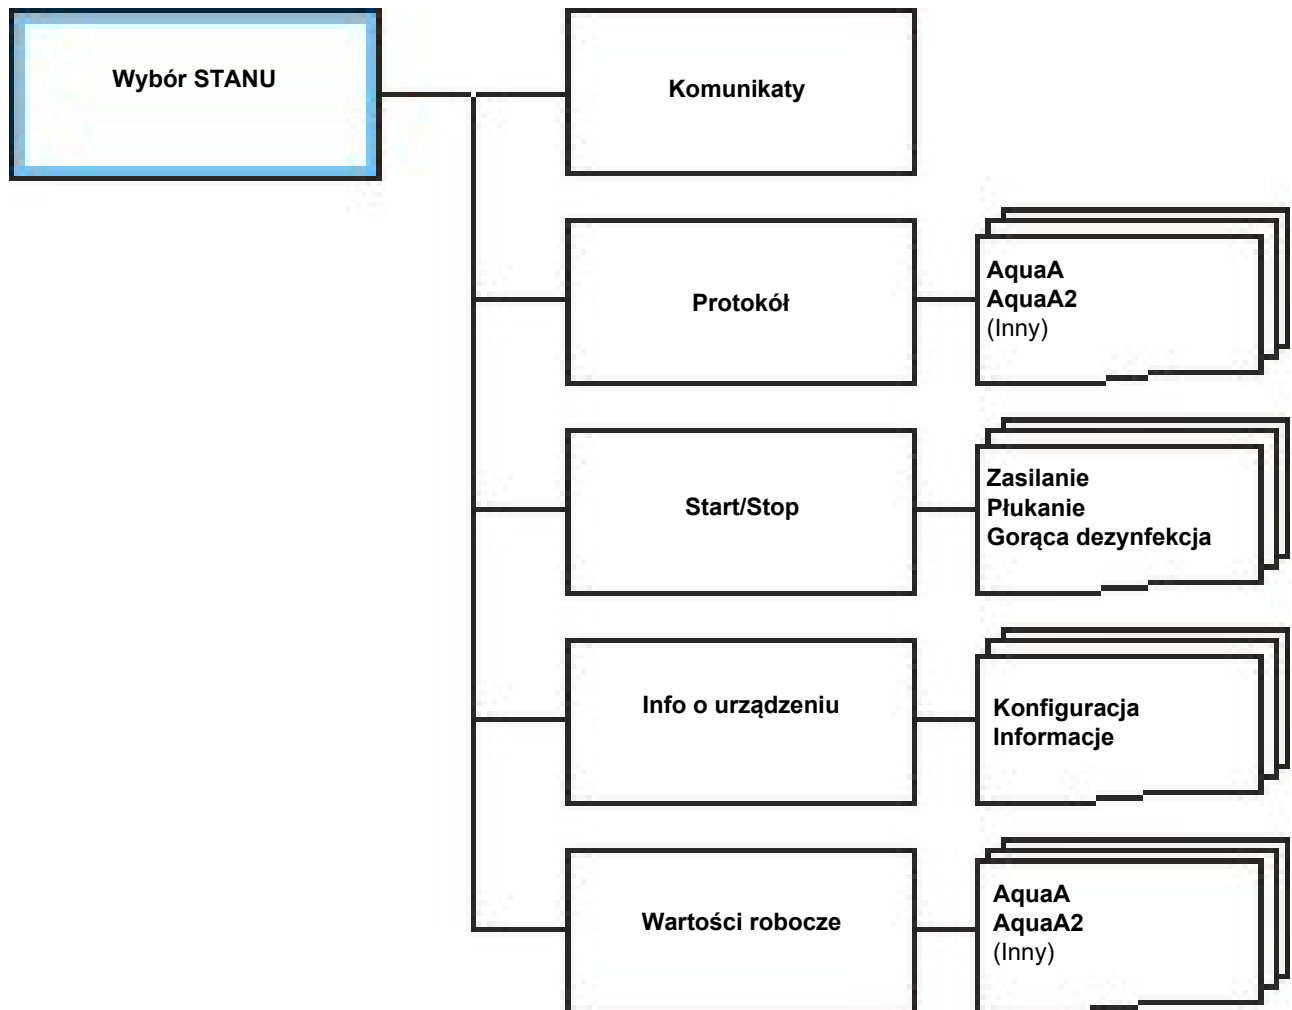 Wybór STANU
Komunikaty
Protokół
AquaA
AquaA2
(Inny)
Start/Stop
Zasilanie
Płukanie
Gorąca dezynfekcja
Info o urządzeniu
Konfiguracja
Informacje
Wartości robocze
AquaA
AquaA2
(Inny)